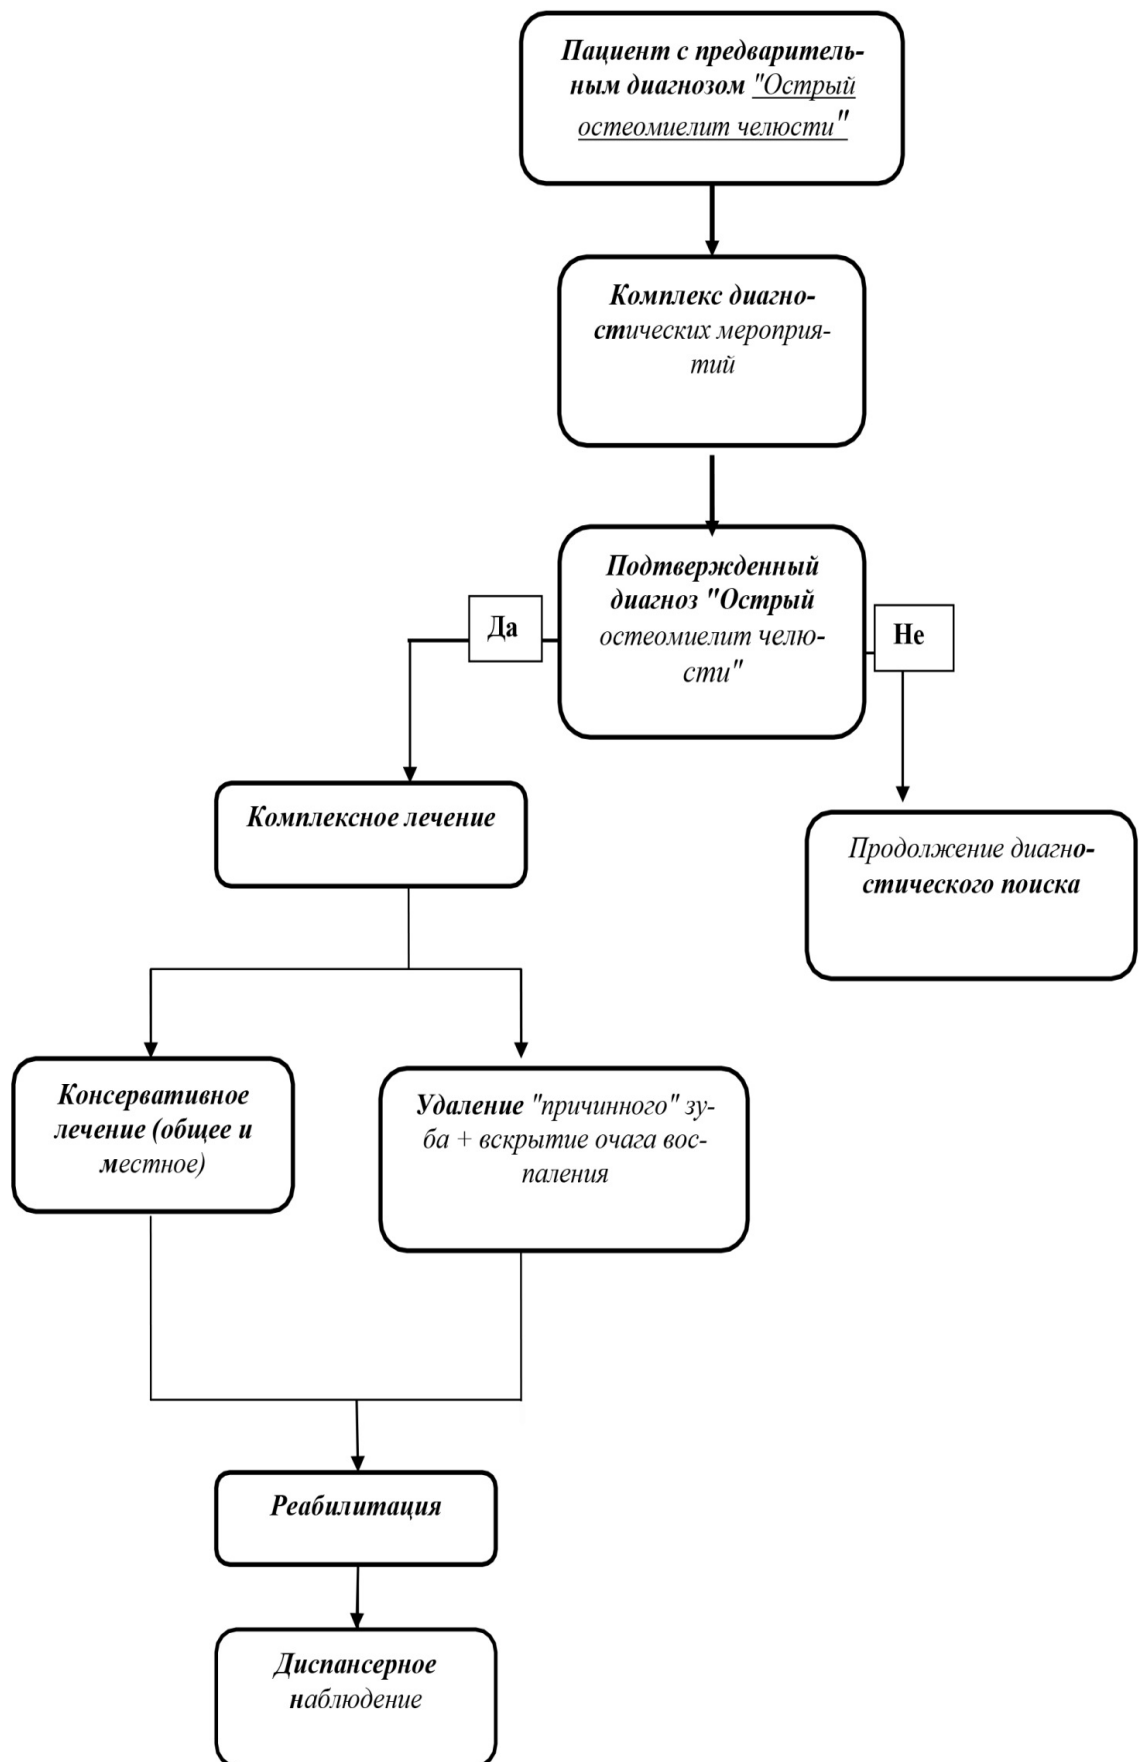 Пациент с предваритель-
ным диагнозом "Острый
остеомиелит челюсти"
Комплекс диагно-
стических мероприя-
тий
Подтвержденный
диагноз "Острый
остеомиелит челю-
сти"
Да
Не
Комплексное лечение
Продолжение диагно-
стического поиска
Консервативное
лечение (общее и
местное)
Удаление "причинного" зу-
ба + вскрытие очага вос-
паления
Реабилитация
Диспансерное
наблюдение